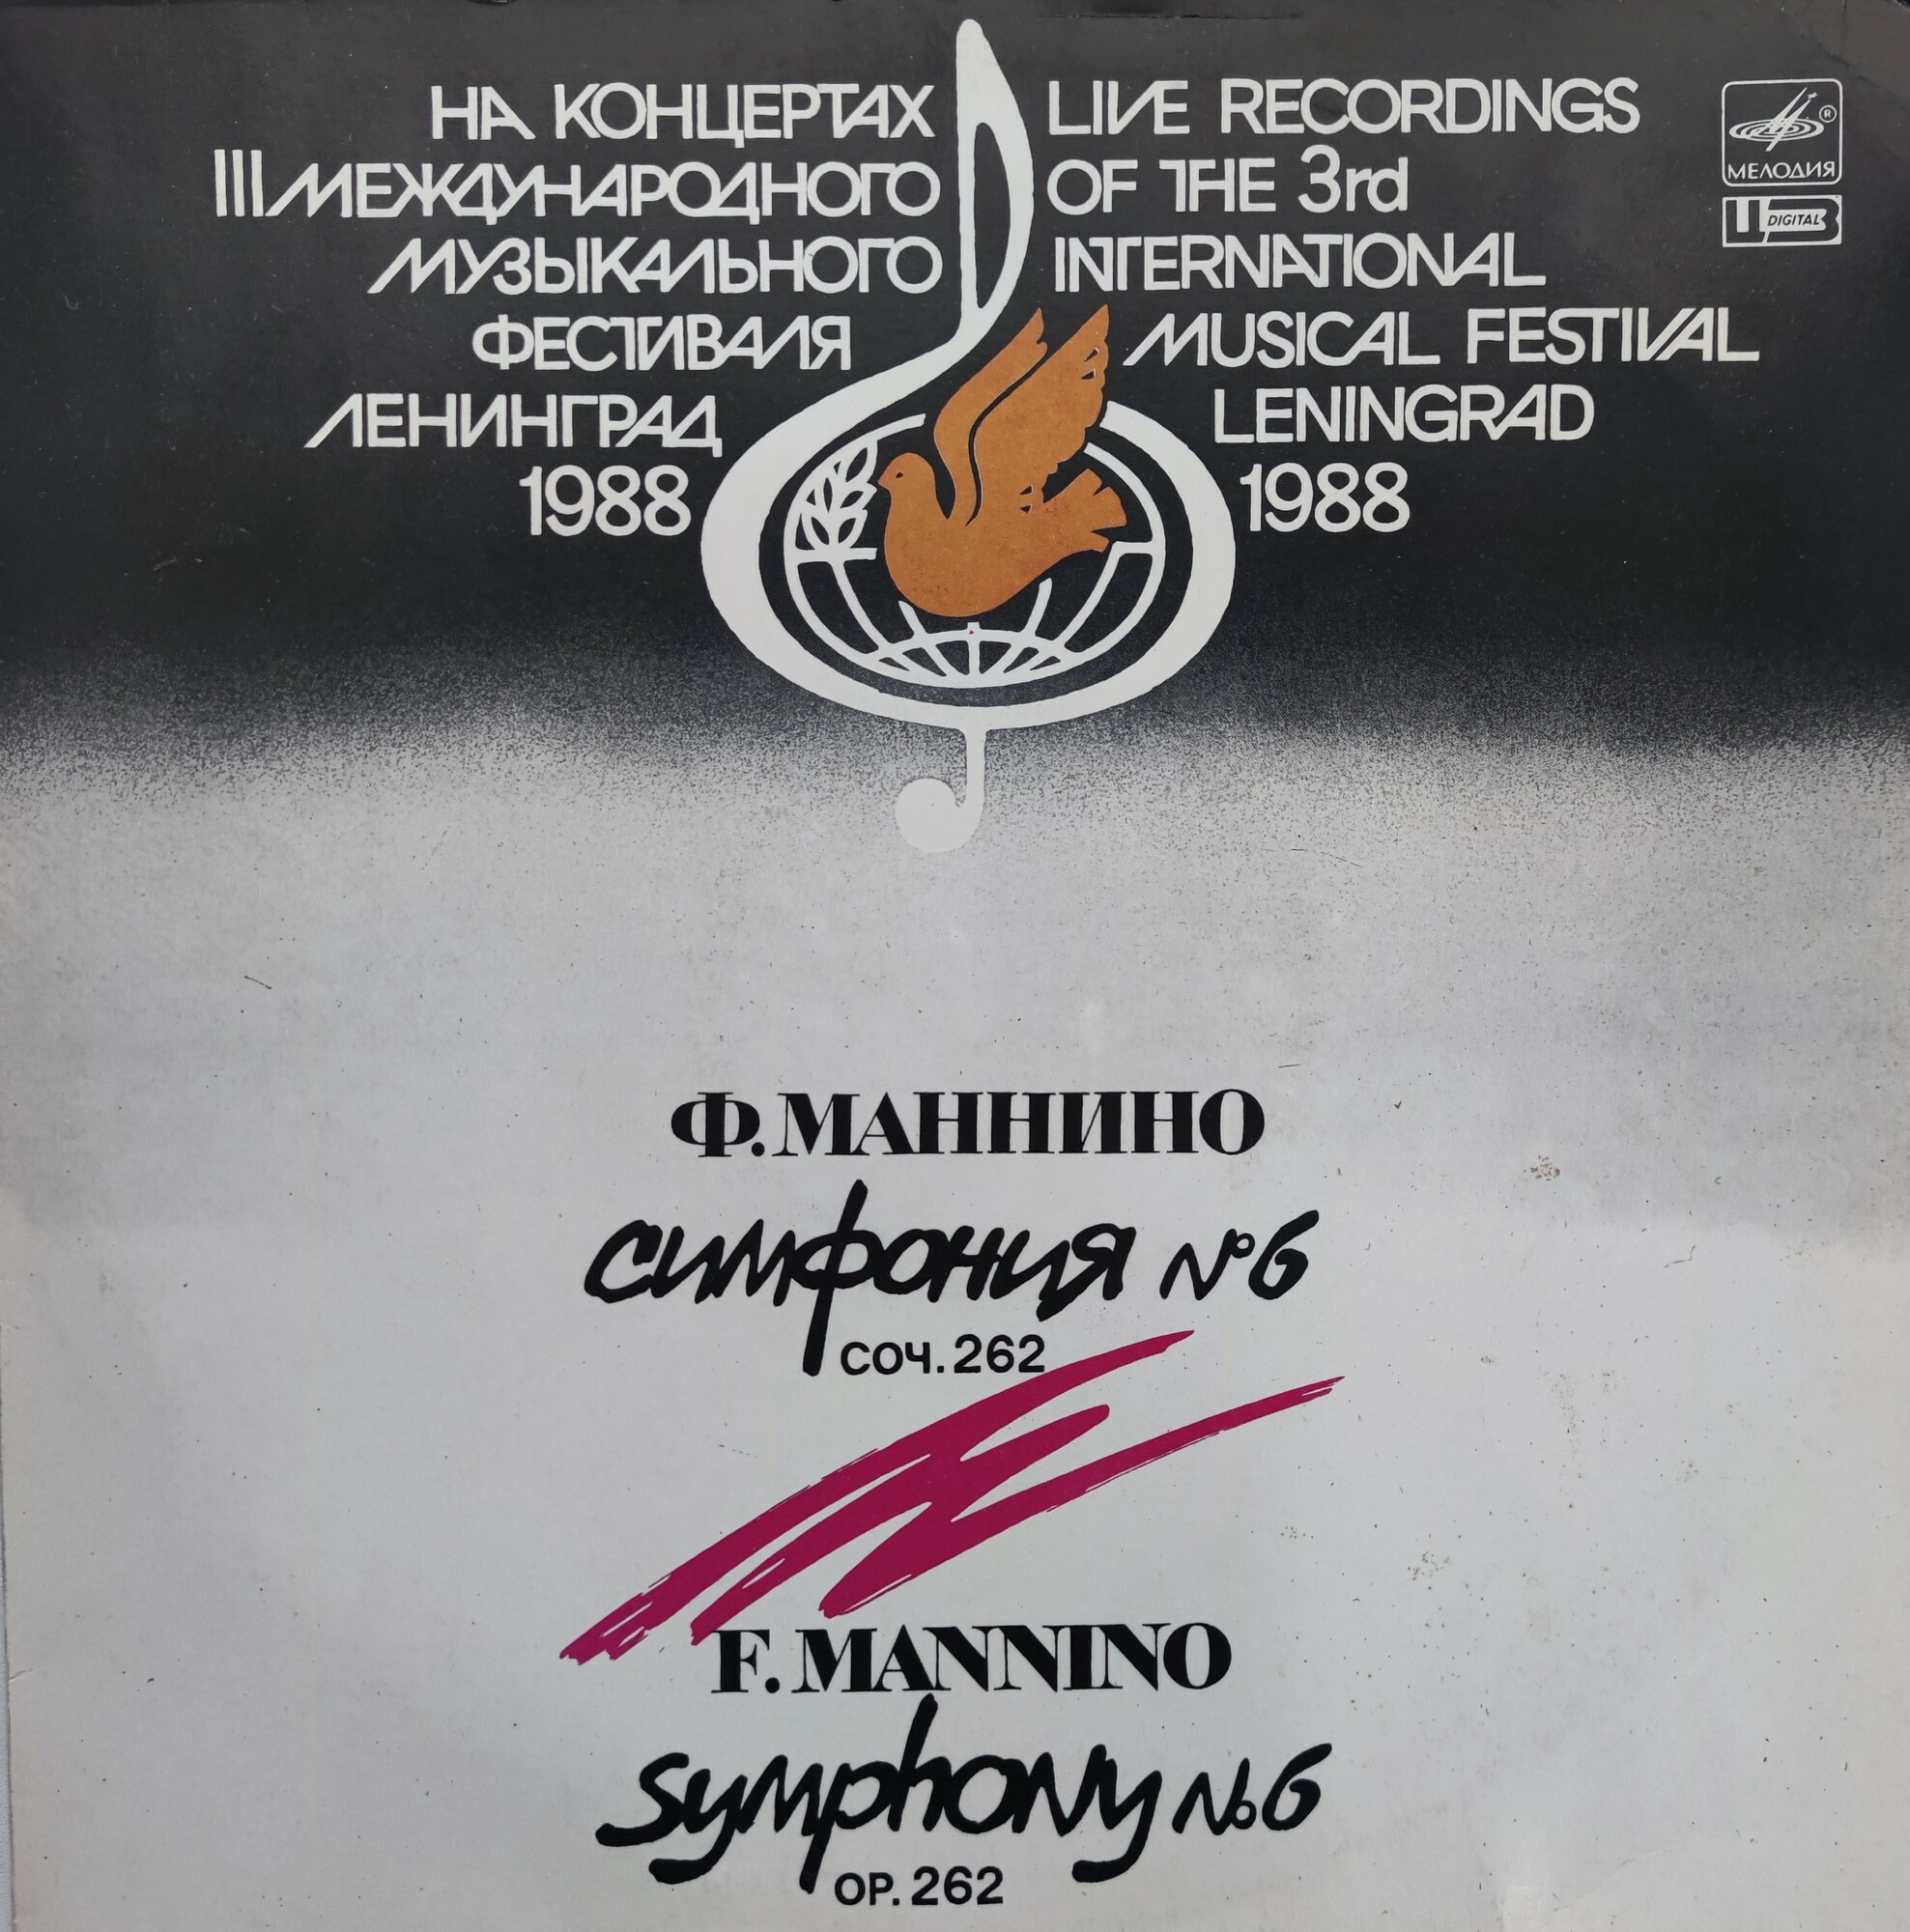 НА КОНЦЕРТАХ
III МЕЖДУНАРОДНОГО
МУЗЫКАЛЬНОГО
ФЕСТИВАЛЯ
ЛЕНИНГРАД
1988
LIVE RECORDINGS
OF THE 3rd
INTERNATIONAL
MUSICAL FESTIVAL
LENINGRAD
1988
®
МЕЛОДИЯ
DIGITAL
Ф. МАННИНО
симфония №6
СОЧ. 262
F. MANNINO
symphony №6
OP. 262